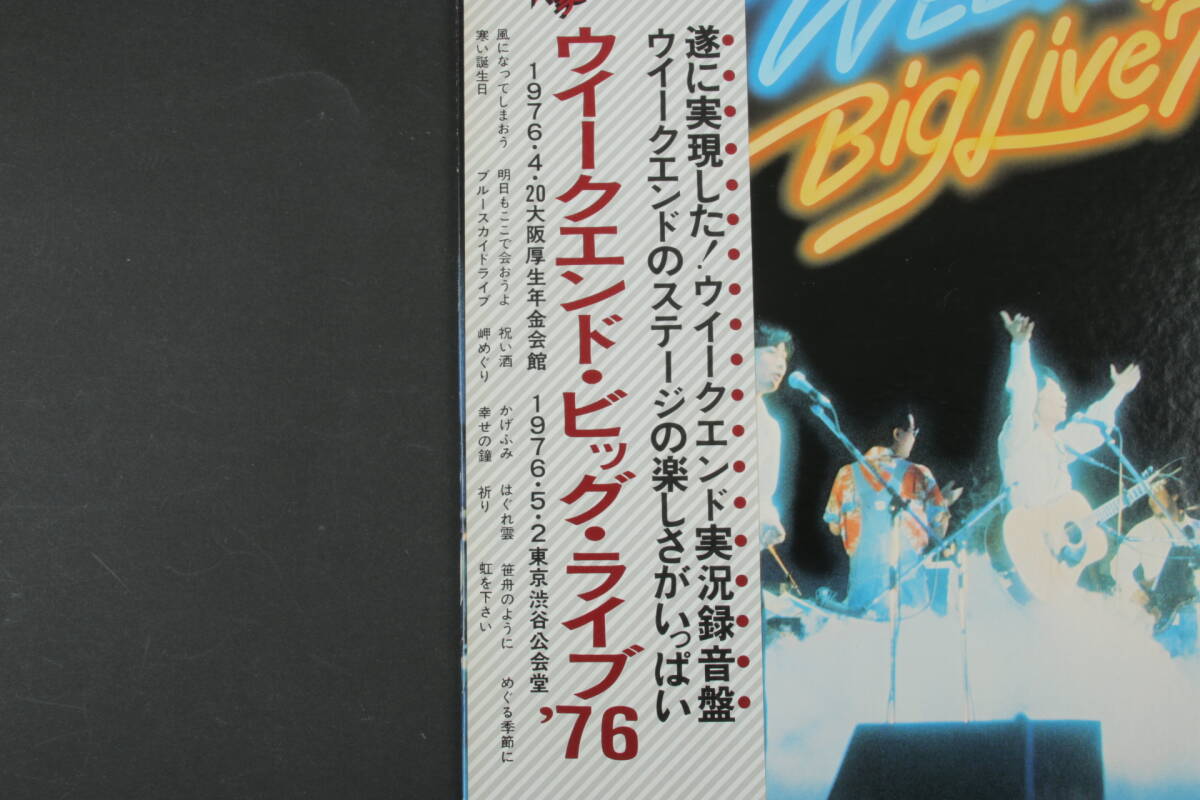 遂に実現した！ウイークエンド実況録音盤
ウイークエンドのステージの楽しさがいっぱい
ウイークエンド・ビッグ・ライブ'76
1976・4・20大阪厚生年金会館 1976・5・2東京渋谷公会堂
風になってしまおう 明日もここで会おうよ 祝い酒 かげふみ はぐれ雲 笹舟のように めぐる季節に
寒い誕生日 ブルースカイドライブ 岬めぐり 幸せの鐘 祈り 虹を下さい
Big Live